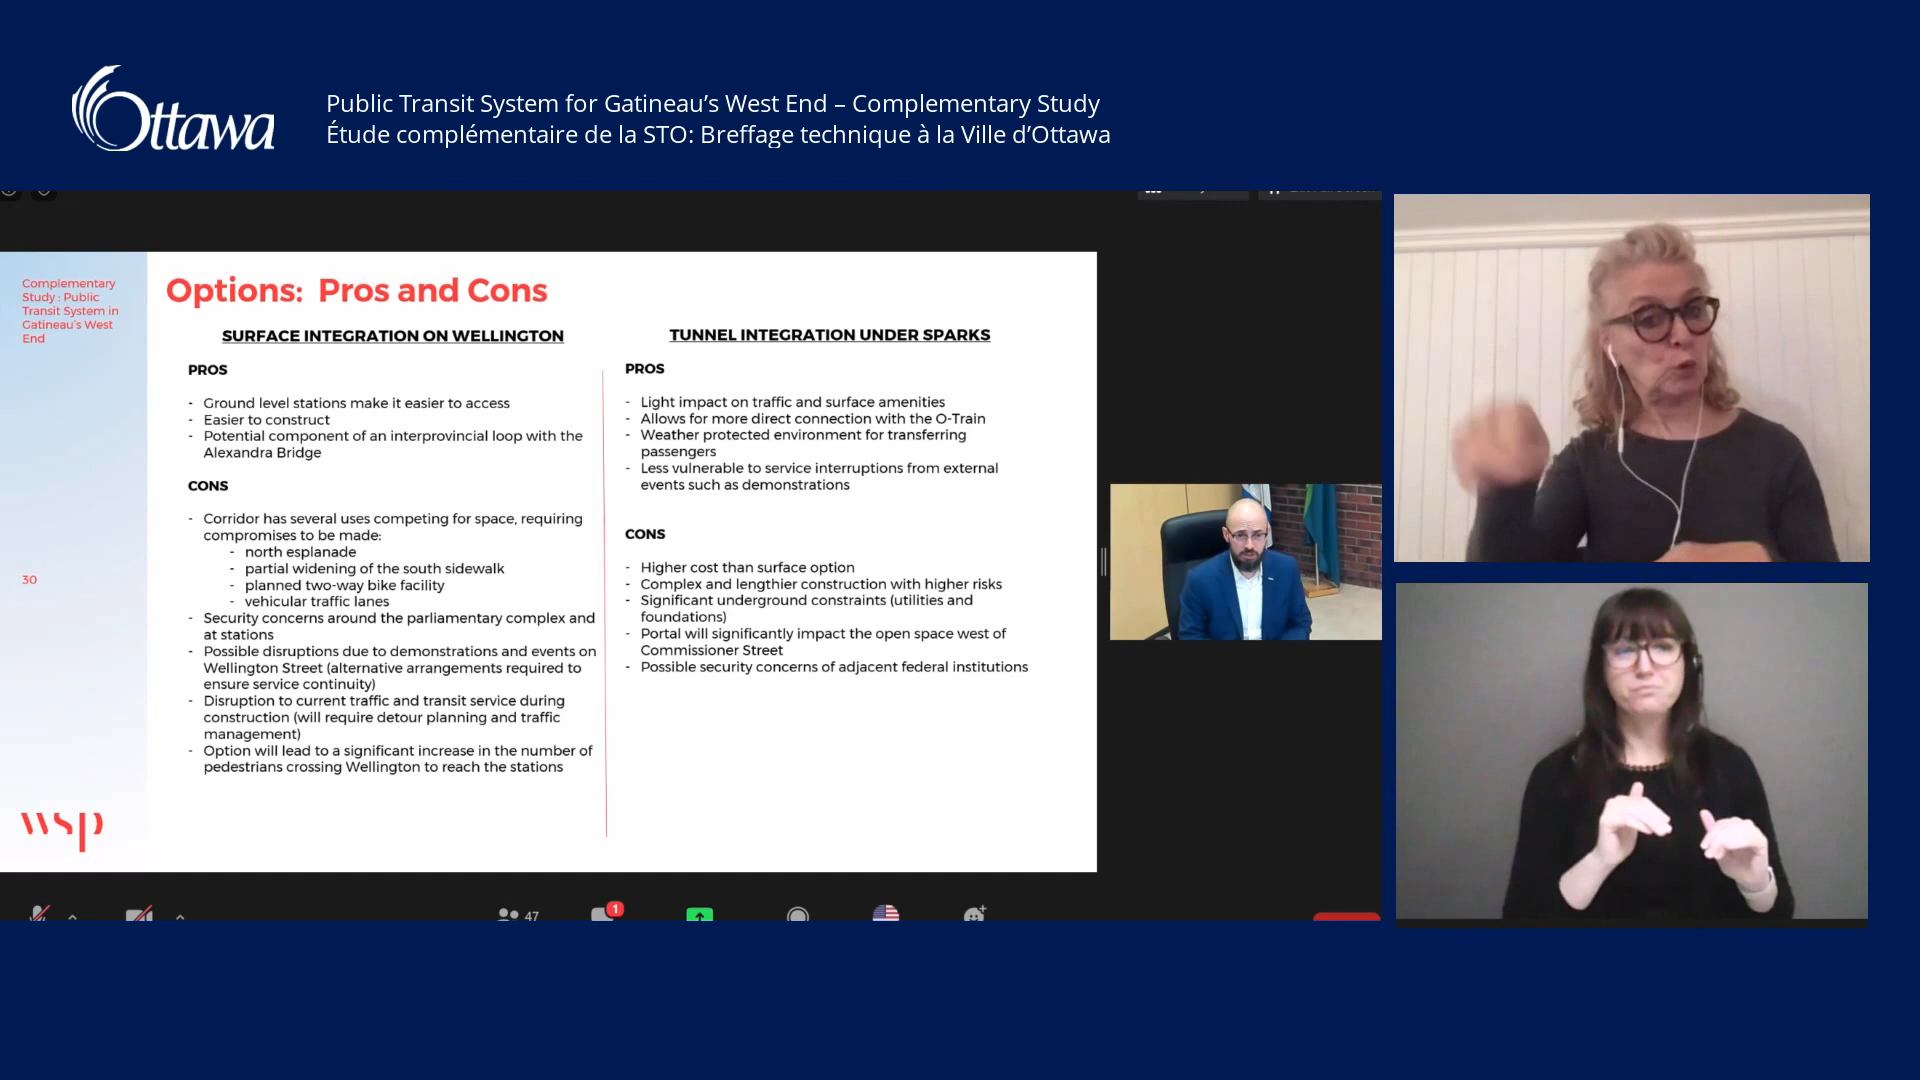 Ottawa
Public Transit System for Gatineau's West End – Complementary Study
Étude complémentaire de la STO: Breffage technique à la Ville d'Ottawa
Complementary
Study : Public
Transit System in
Gatineau's West
End
30
wsp
Options: Pros and Cons
SURFACE INTEGRATION ON WELLINGTON
PROS
- Ground level stations make it easier to access
- Easier to construct
- Potential component of an interprovincial loop with the
Alexandra Bridge
CONS
- Corridor has several uses competing for space, requiring
compromises to be made:
- north esplanade
- partial widening of the south sidewalk
- planned two-way bike facility
- vehicular traffic lanes
- Security concerns around the parliamentary complex and
at stations
- Possible disruptions due to demonstrations and events on
Wellington Street (alternative arrangements required to
ensure service continuity)
- Disruption to current traffic and transit service during
construction (will require detour planning and traffic
management)
- Option will lead to a significant increase in the number of
pedestrians crossing Wellington to reach the stations
TUNNEL INTEGRATION UNDER SPARKS
PROS
- Light impact on traffic and surface amenities
- Allows for more direct connection with the O-Train
- Weather protected environment for transferring
passengers
- Less vulnerable to service interruptions from external
events such as demonstrations
CONS
- Higher cost than surface option
- Complex and lengthier construction with higher risks
- Significant underground constraints (utilities and
foundations)
- Portal will significantly impact the open space west of
Commissioner Street
- Possible security concerns of adjacent federal institutions
47
1